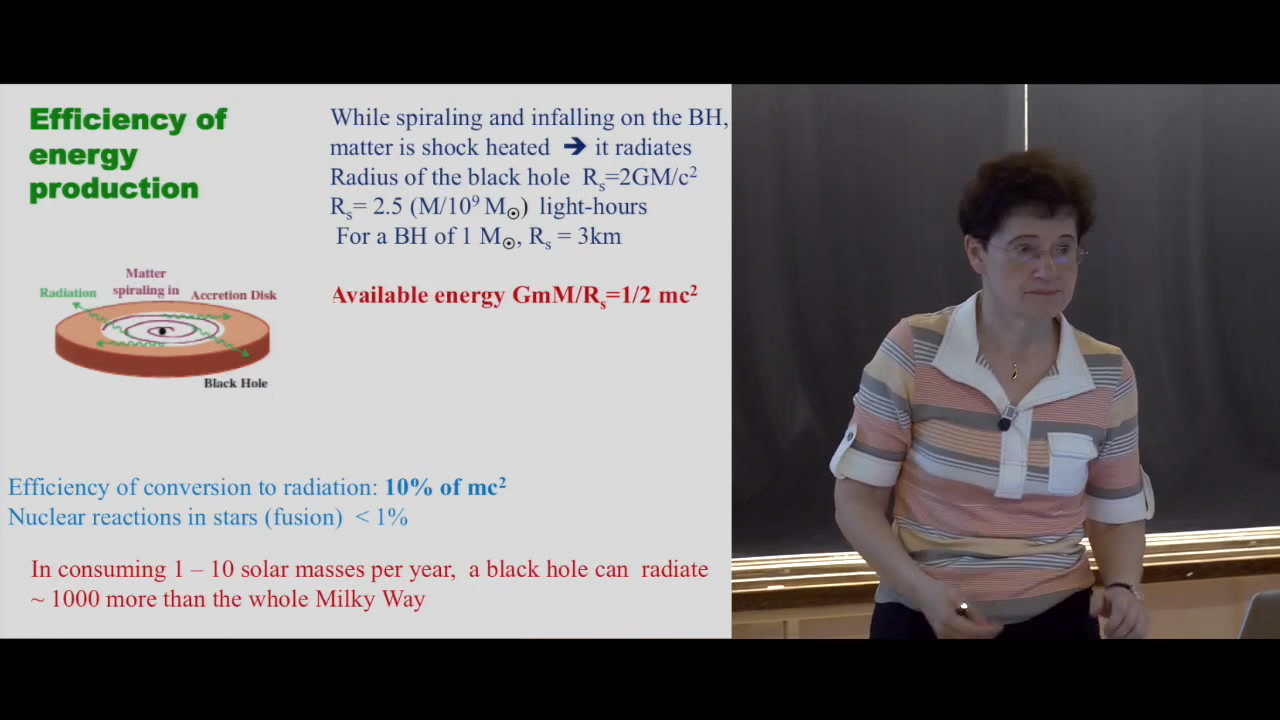 Efficiency of
energy
production
While spiraling and infalling on the BH,
matter is shock heated ➔ it radiates
Radius of the black hole Rₛ=2GM/c²
Rₛ= 2.5 (M/10⁹ M☉) light-hours
For a BH of 1 M☉, Rₛ = 3km
Available energy GmM/Rₛ=1/2 mc²
Matter
spiraling in
Radiation
Accretion Disk
Black Hole
Efficiency of conversion to radiation: 10% of mc²
Nuclear reactions in stars (fusion) < 1%
In consuming 1 – 10 solar masses per year, a black hole can radiate
~ 1000 more than the whole Milky Way